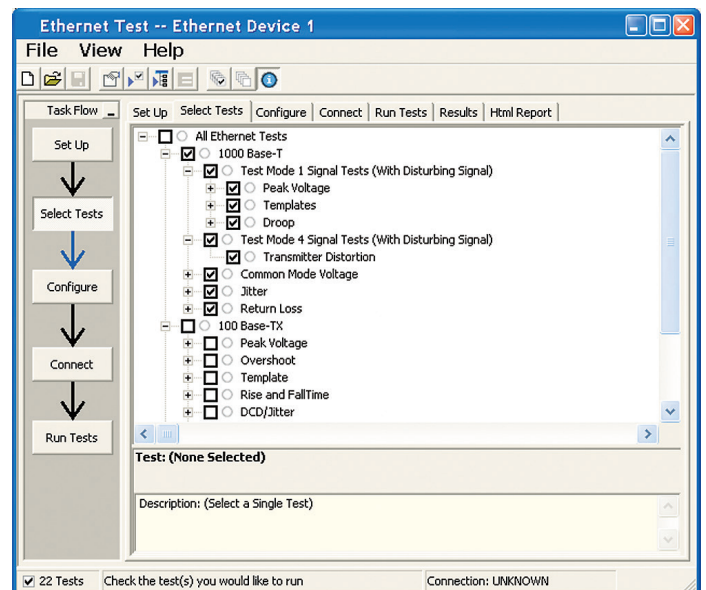 Ethernet Test -- Ethernet Device 1
File View Help
Task Flow
Set Up Select Tests Configure Connect Run Tests Results Html Report
Set Up
Select Tests
Configure
Connect
Run Tests
All Ethernet Tests
1000 Base-T
Test Mode 1 Signal Tests (With Disturbing Signal)
Peak Voltage
Templates
Droop
Test Mode 4 Signal Tests (With Disturbing Signal)
Transmitter Distortion
Common Mode Voltage
Jitter
Return Loss
100 Base-TX
Peak Voltage
Overshoot
Template
Rise and FallTime
DCD/Jitter
Test: (None Selected)
Description: (Select a Single Test)
22 Tests Check the test(s) you would like to run Connection: UNKNOWN